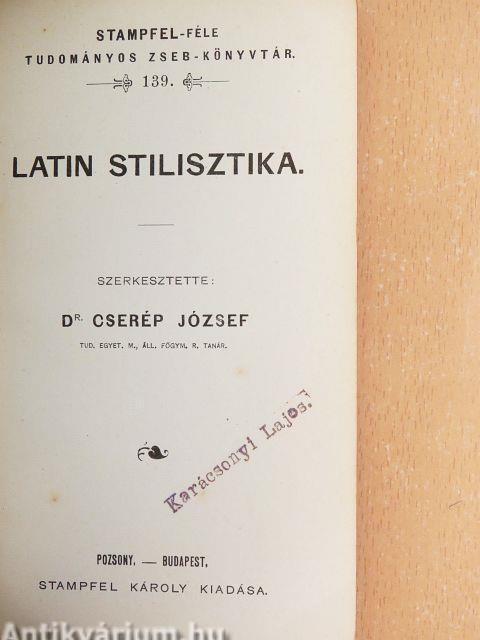 STAMPFEL-FÉLE
TUDOMÁNYOS ZSEB-KÖNYVTÁR.
139.
LATIN STILISZTIKA.
SZERKESZTETTE:
DR. CSERÉP JÓZSEF
TUD. EGYET. M., ÁLL. FŐGYM. R. TANÁR.
Karácsonyi Lajos.
POZSONY. — BUDAPEST.
STAMPFEL KÁROLY KIADÁSA.
Antikvárium.hu